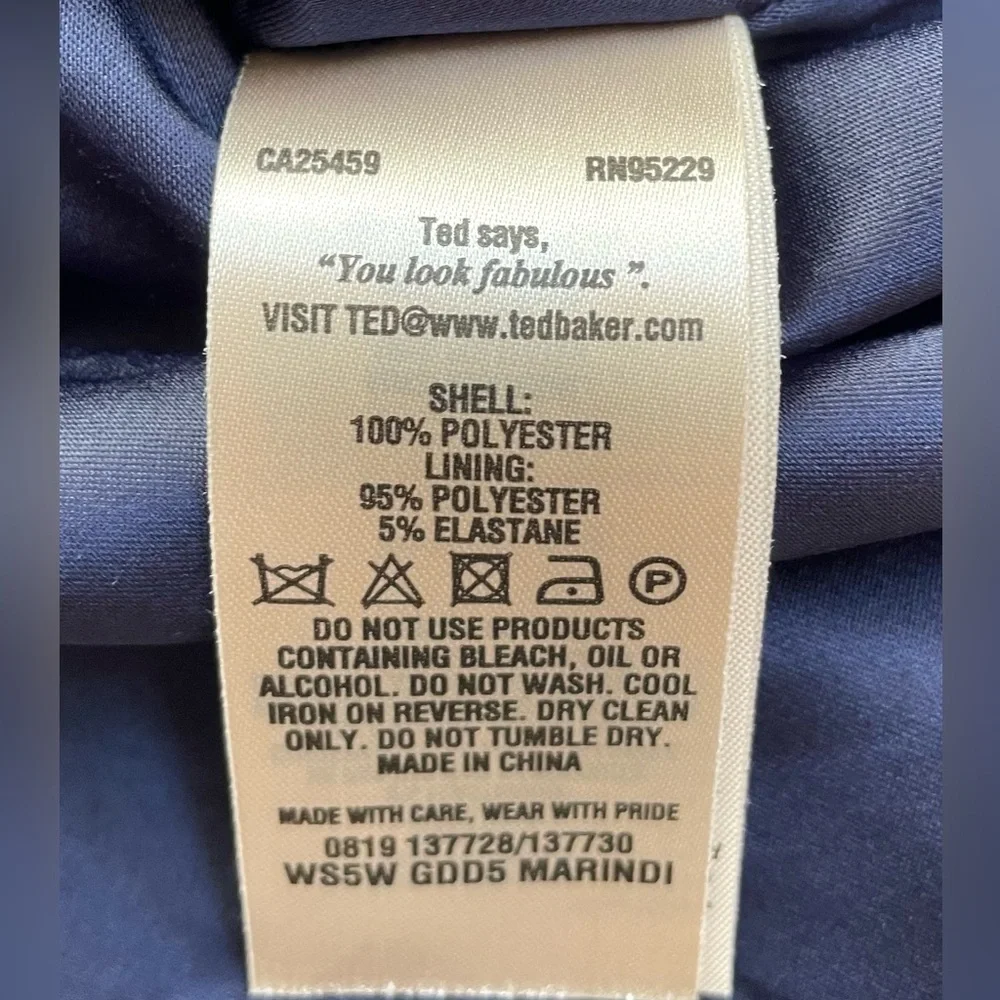 CA25459 RN95229
Ted says,
“You look fabulous ”.
VISIT TED@www.tedbaker.com
SHELL:
100% POLYESTER
LINING:
95% POLYESTER
5% ELASTANE
P
DO NOT USE PRODUCTS
CONTAINING BLEACH, OIL OR
ALCOHOL. DO NOT WASH. COOL
IRON ON REVERSE. DRY CLEAN
ONLY. DO NOT TUMBLE DRY.
MADE IN CHINA
MADE WITH CARE, WEAR WITH PRIDE
0819 137728/137730
WS5W GDD5 MARINDI